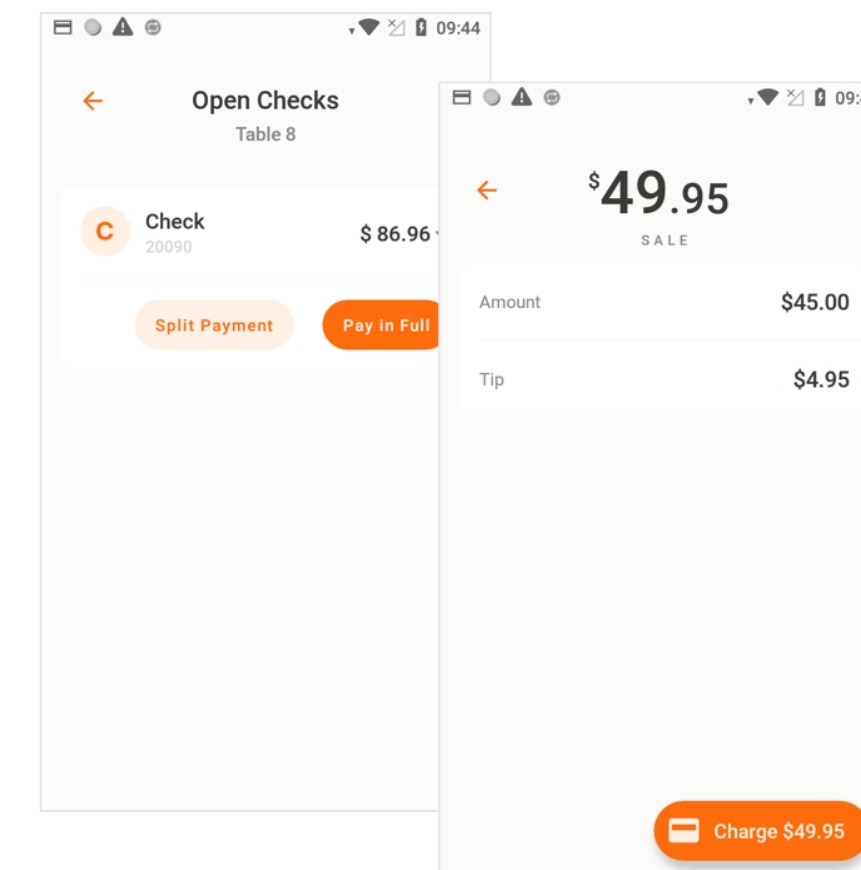 09:44
Open Checks
Table 8
C
Check
20090
$ 86.96
Split Payment
Pay in Full
09:
$49.95
SALE
Amount
$45.00
Tip
$4.95
Charge $49.95